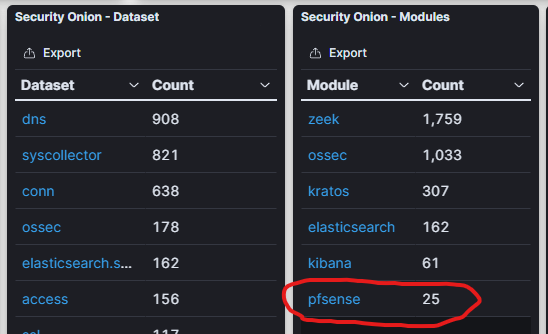 Security Onion - Dataset
Export
Dataset Count
dns 908
syscollector 821
conn 638
ossec 178
elasticsearch.s... 162
access 156
Security Onion - Modules
Export
Module Count
zeek 1,759
ossec 1,033
kratos 307
elasticsearch 162
kibana 61
pfsense 25